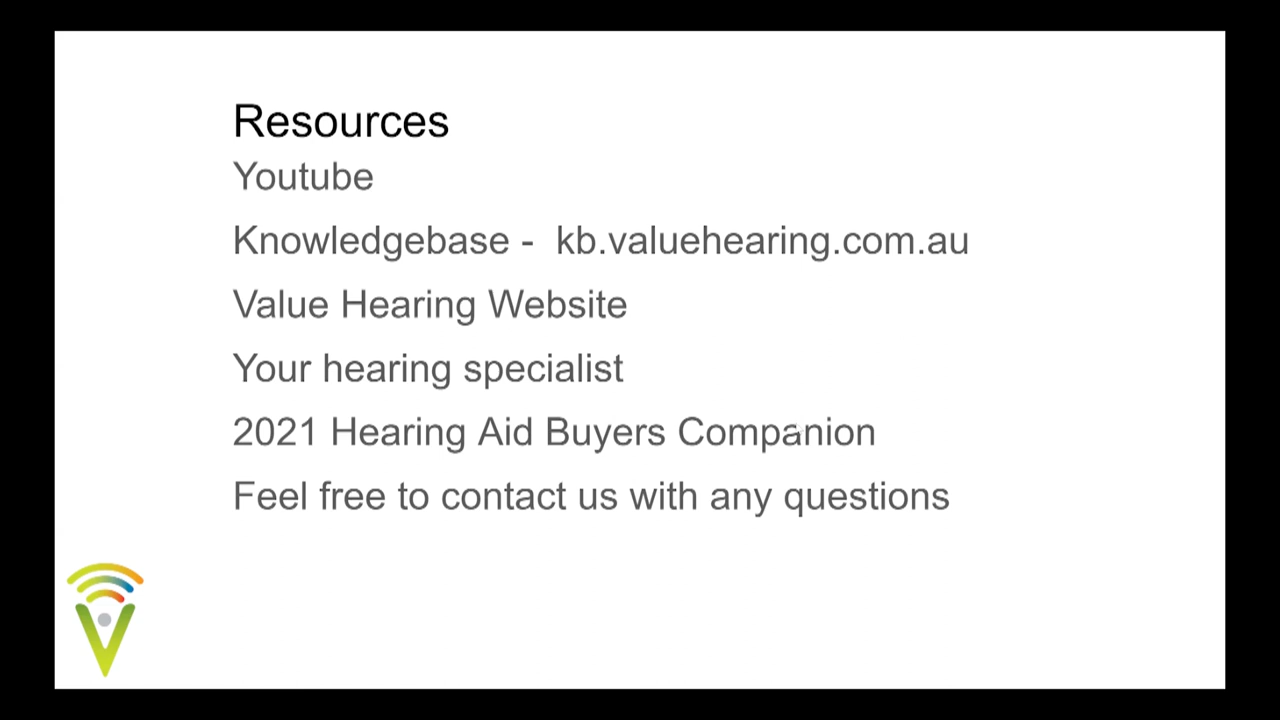 Resources
Youtube
Knowledgebase -  kb.valuehearing.com.au
Value Hearing Website
Your hearing specialist
2021 Hearing Aid Buyers Companion
Feel free to contact us with any questions